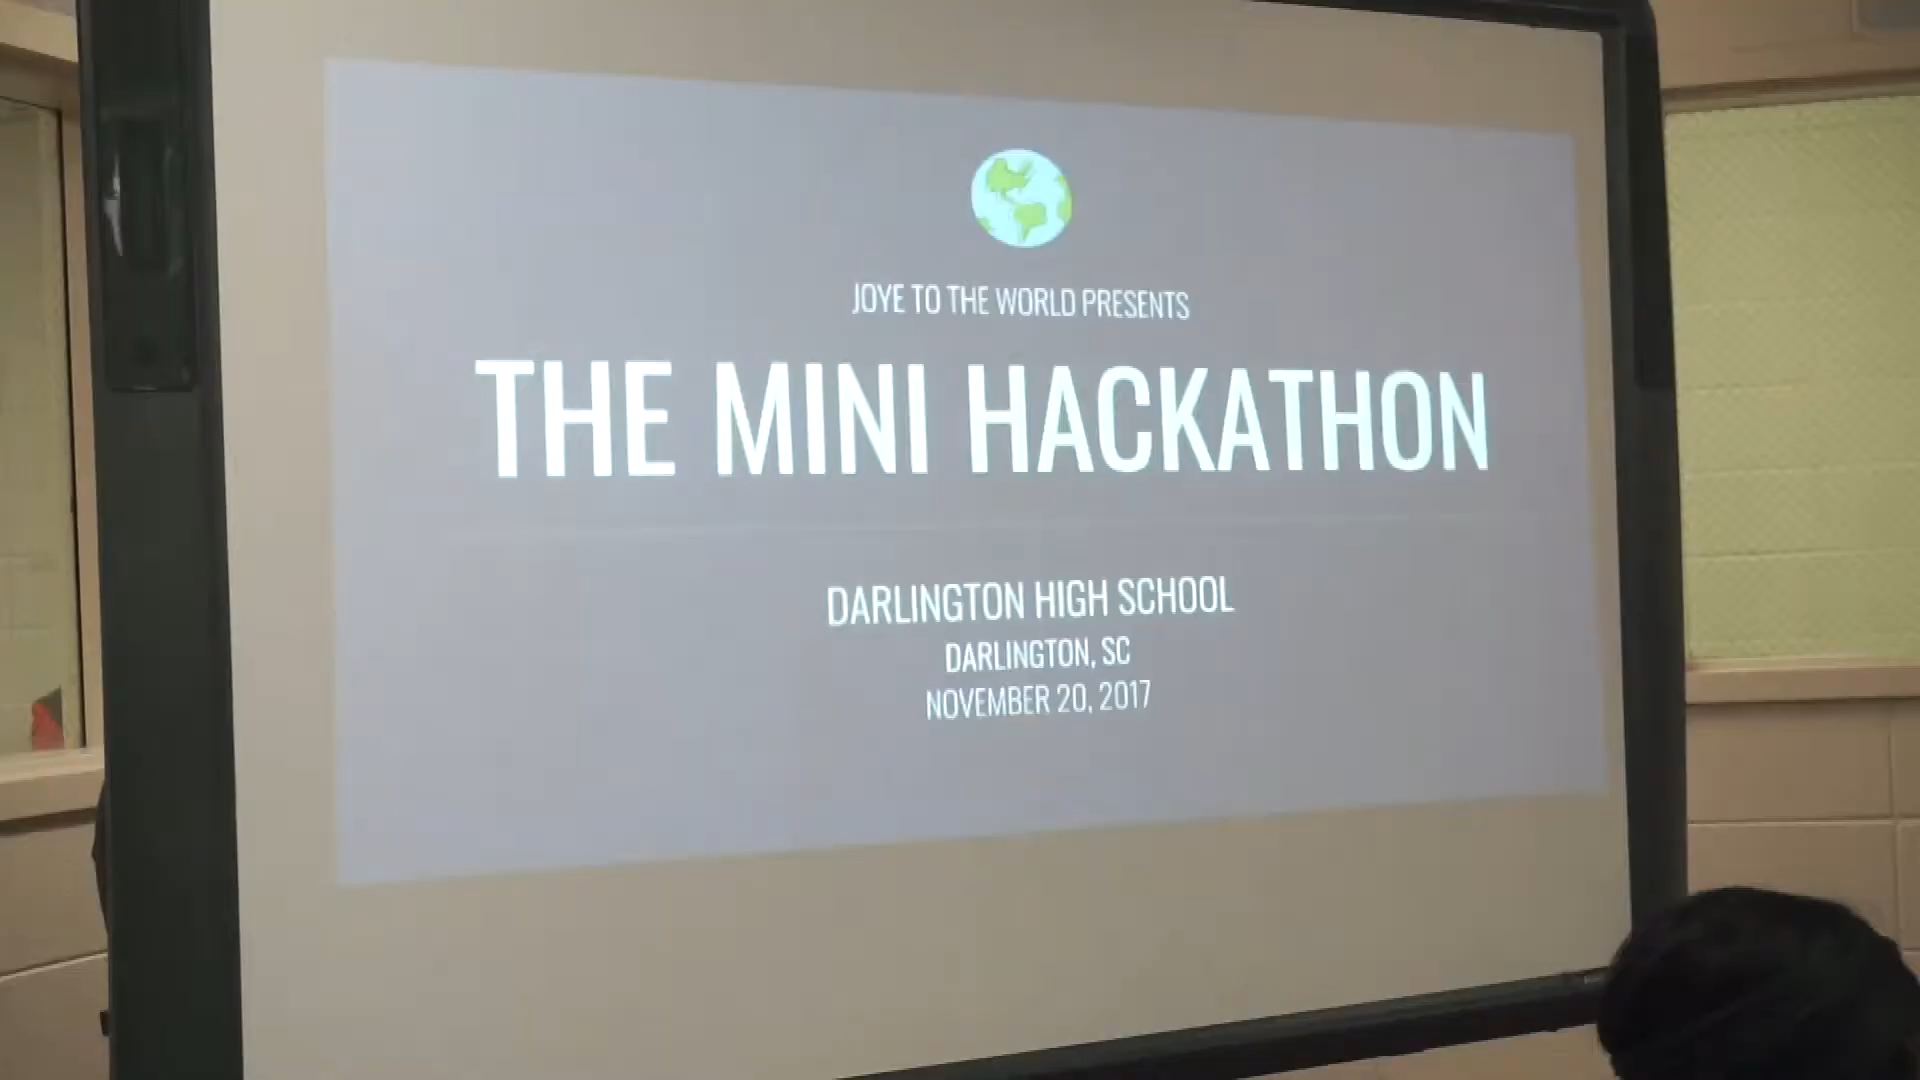 JOYE TO THE WORLD PRESENTS
THE MINI HACKATHON
DARLINGTON HIGH SCHOOL
DARLINGTON, SC
NOVEMBER 20, 2017